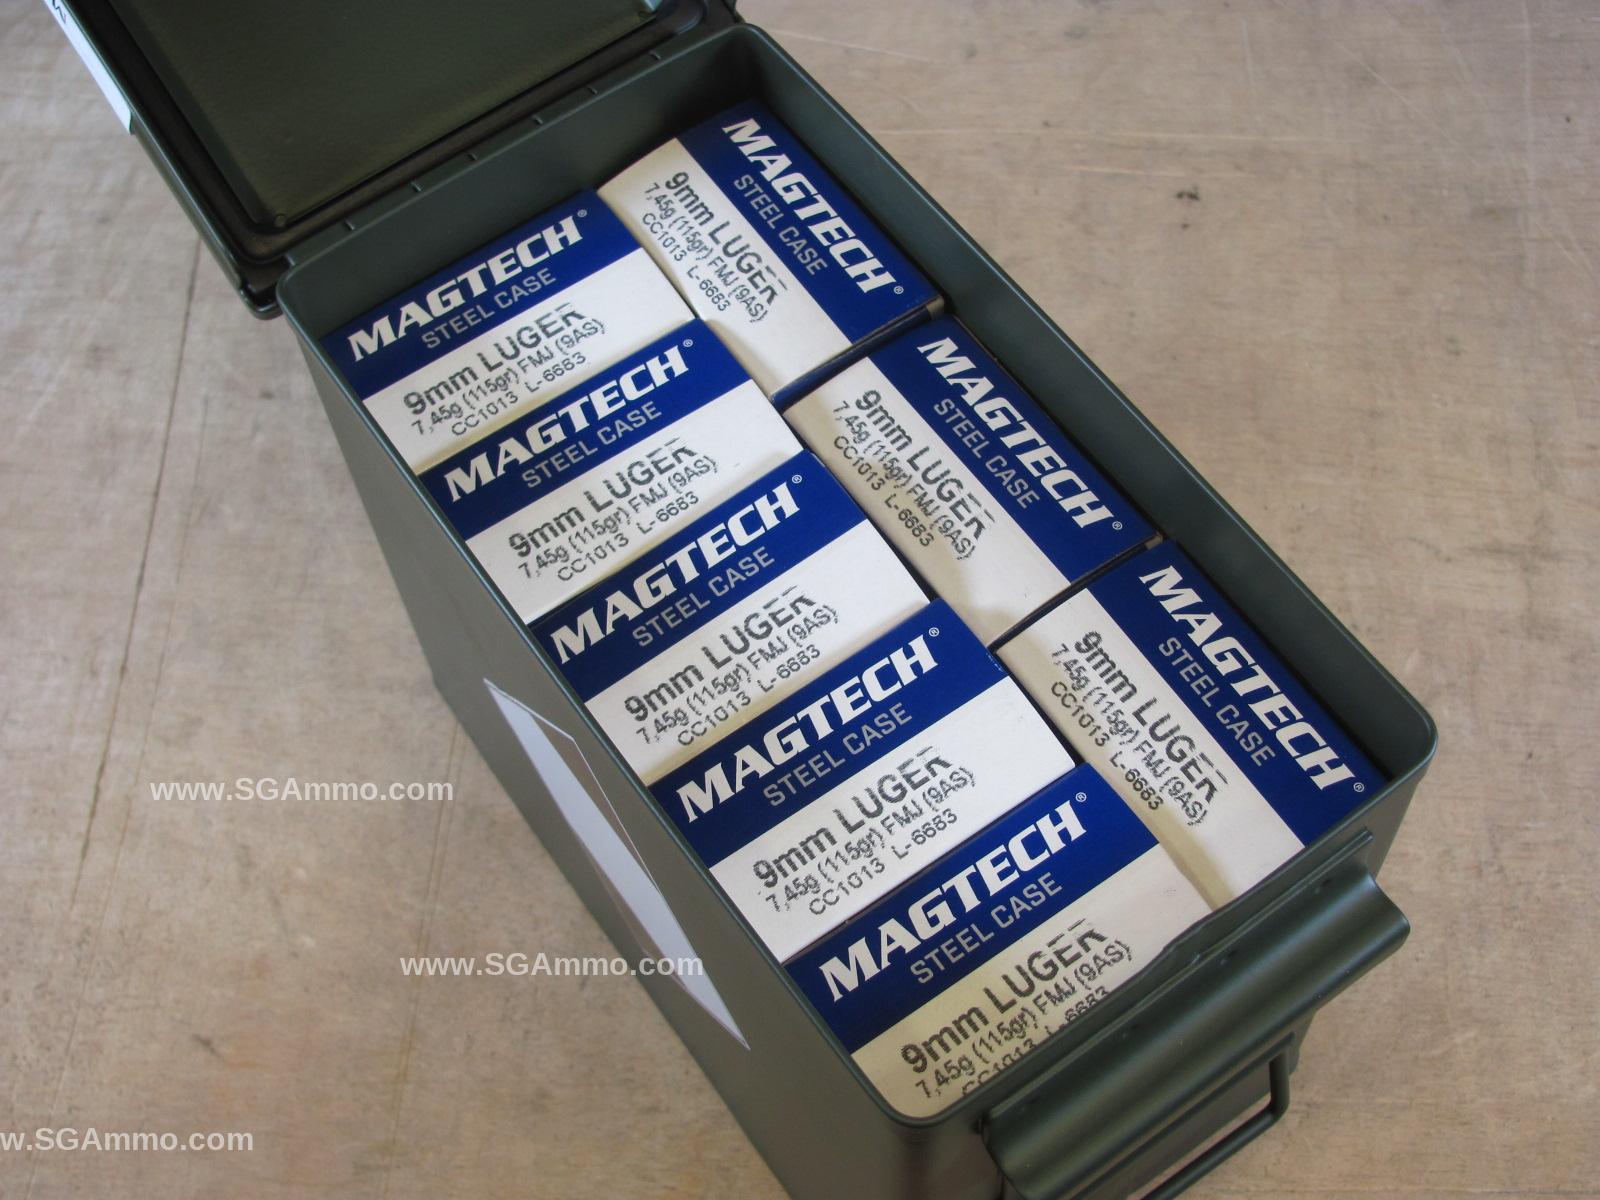 MAGTECH®
STEEL CASE
9mm LUGER
7,45g (115gr) FMJ (9AS)
CC1013 L-6683
MAGTECH®
STEEL CASE
9mm LUGER
7,45g (115gr) FMJ (9AS)
CC1013 L-6683
MAGTECH®
STEEL CASE
9mm LUGER
7,45g (115gr) FMJ (9AS)
CC1013 L-6683
MAGTECH®
STEEL CASE
9mm LUGER
7,45g (115gr) FMJ (9AS)
CC1013 L-6683
MAGTECH®
STEEL CASE
9mm LUGER
7,45g (115gr) FMJ (9AS)
CC1013 L-6683
MAGTECH®
STEEL CASE
9mm LUGER
7,45g (115gr) FMJ (9AS)
CC1013 L-6683
MAGTECH®
STEEL CASE
9mm LUGER
7,45g (115gr) FMJ (9AS)
CC1013 L-6683
MAGTECH®
STEEL CASE
9mm LUGER
7,45g (115gr) FMJ (9AS)
CC1013 L-6683
www.SGAmmo.com
www.SGAmmo.com
w.SGAmmo.com